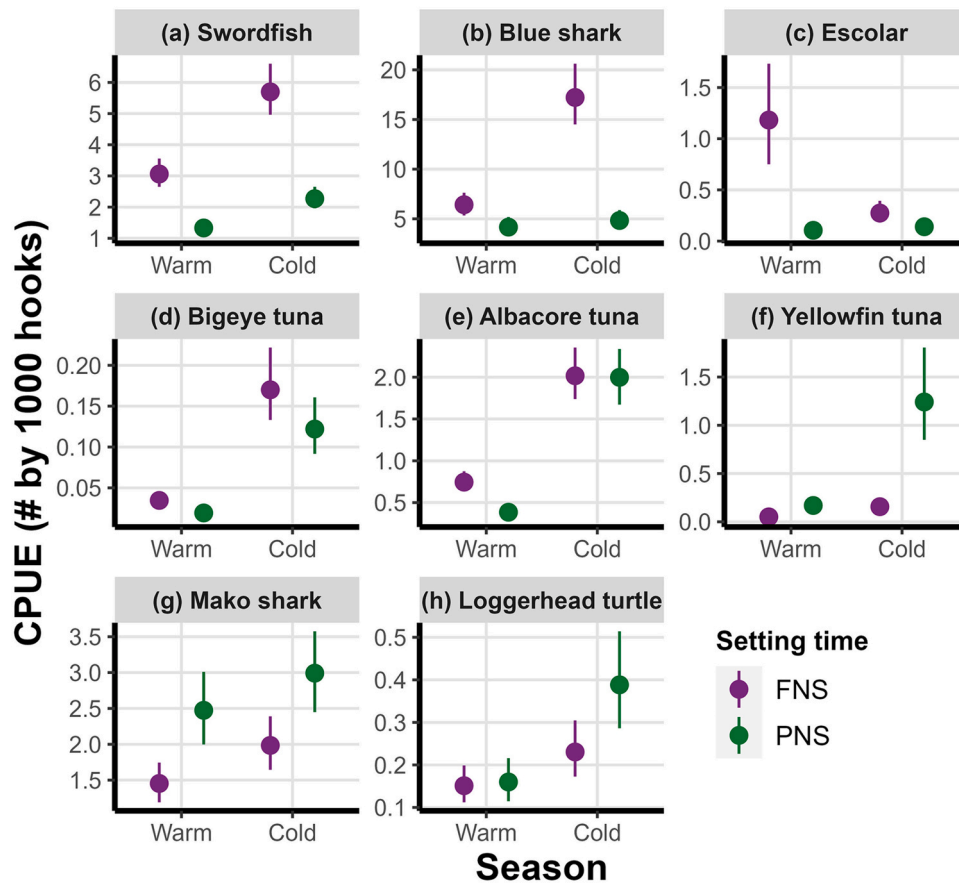 (a) Swordfish
(b) Blue shark
(c) Escolar
6
5
4
3
2
1
Warm
Cold
20
15
10
5
Warm
Cold
1.5
1.0
0.5
0.0
Warm
Cold
(d) Bigeye tuna
(e) Albacore tuna
(f) Yellowfin tuna
0.20
0.15
0.10
0.05
Warm
Cold
2.0
1.5
1.0
0.5
Warm
Cold
1.5
1.0
0.5
0.0
Warm
Cold
(g) Mako shark
(h) Loggerhead turtle
3.5
3.0
2.5
2.0
1.5
Warm
Cold
0.5
0.4
0.3
0.2
0.1
Warm
Cold
CPUE (# by 1000 hooks)
Season
Setting time
FNS
PNS